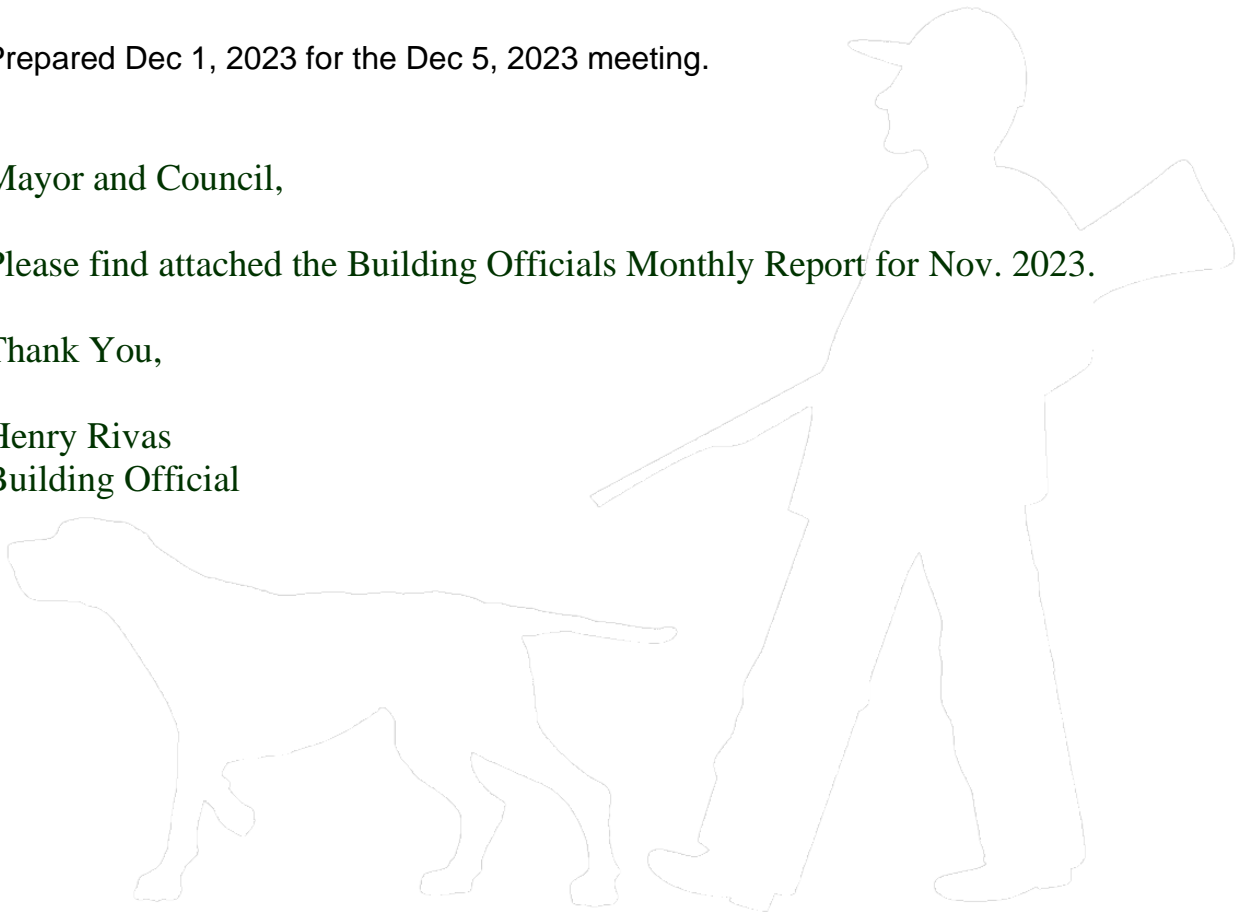 Prepared Dec 1, 2023 for the Dec 5, 2023 meeting.
Mayor and Council,
Please find attached the Building Officials Monthly Report for Nov. 2023.
Thank You,
Henry Rivas
Building Official